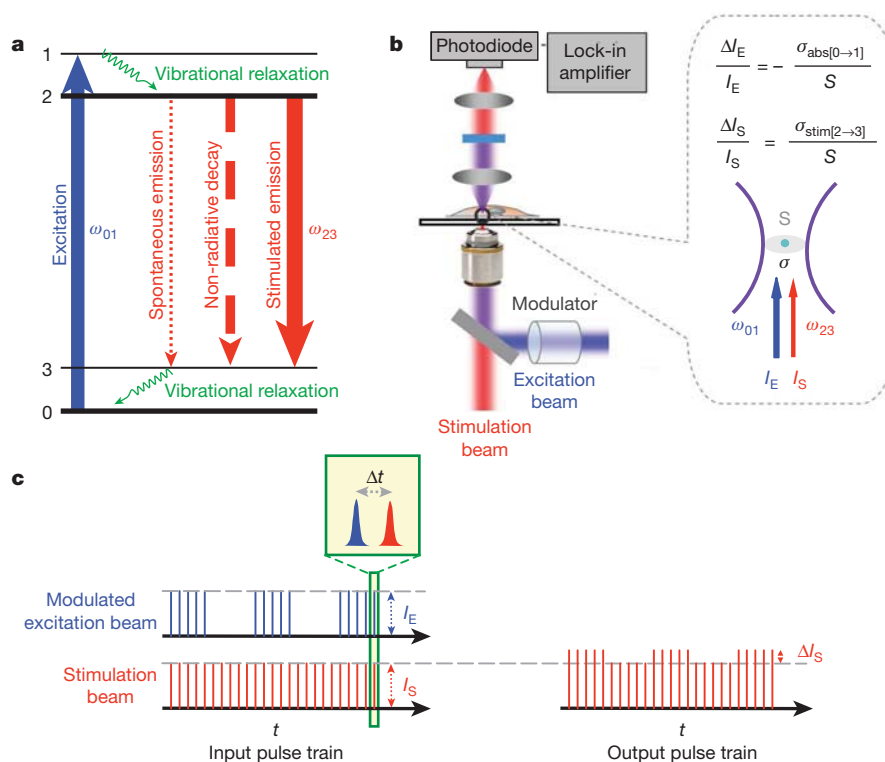 a
1
Vibrational relaxation
2
Excitation
ω01
Spontaneous emission
Non-radiative decay
Stimulated emission
ω23
3
Vibrational relaxation
0
b
Photodiode
Lock-in
amplifier
Modulator
Excitation
beam
Stimulation
beam
ΔIE / IE = − σabs[0→1] / S
ΔIS / IS = σstim[2→3] / S
S
σ
ω01
ω23
IE
IS
c
Δt
Modulated
excitation beam
IE
Stimulation
beam
IS
ΔIS
t
t
Input pulse train
Output pulse train